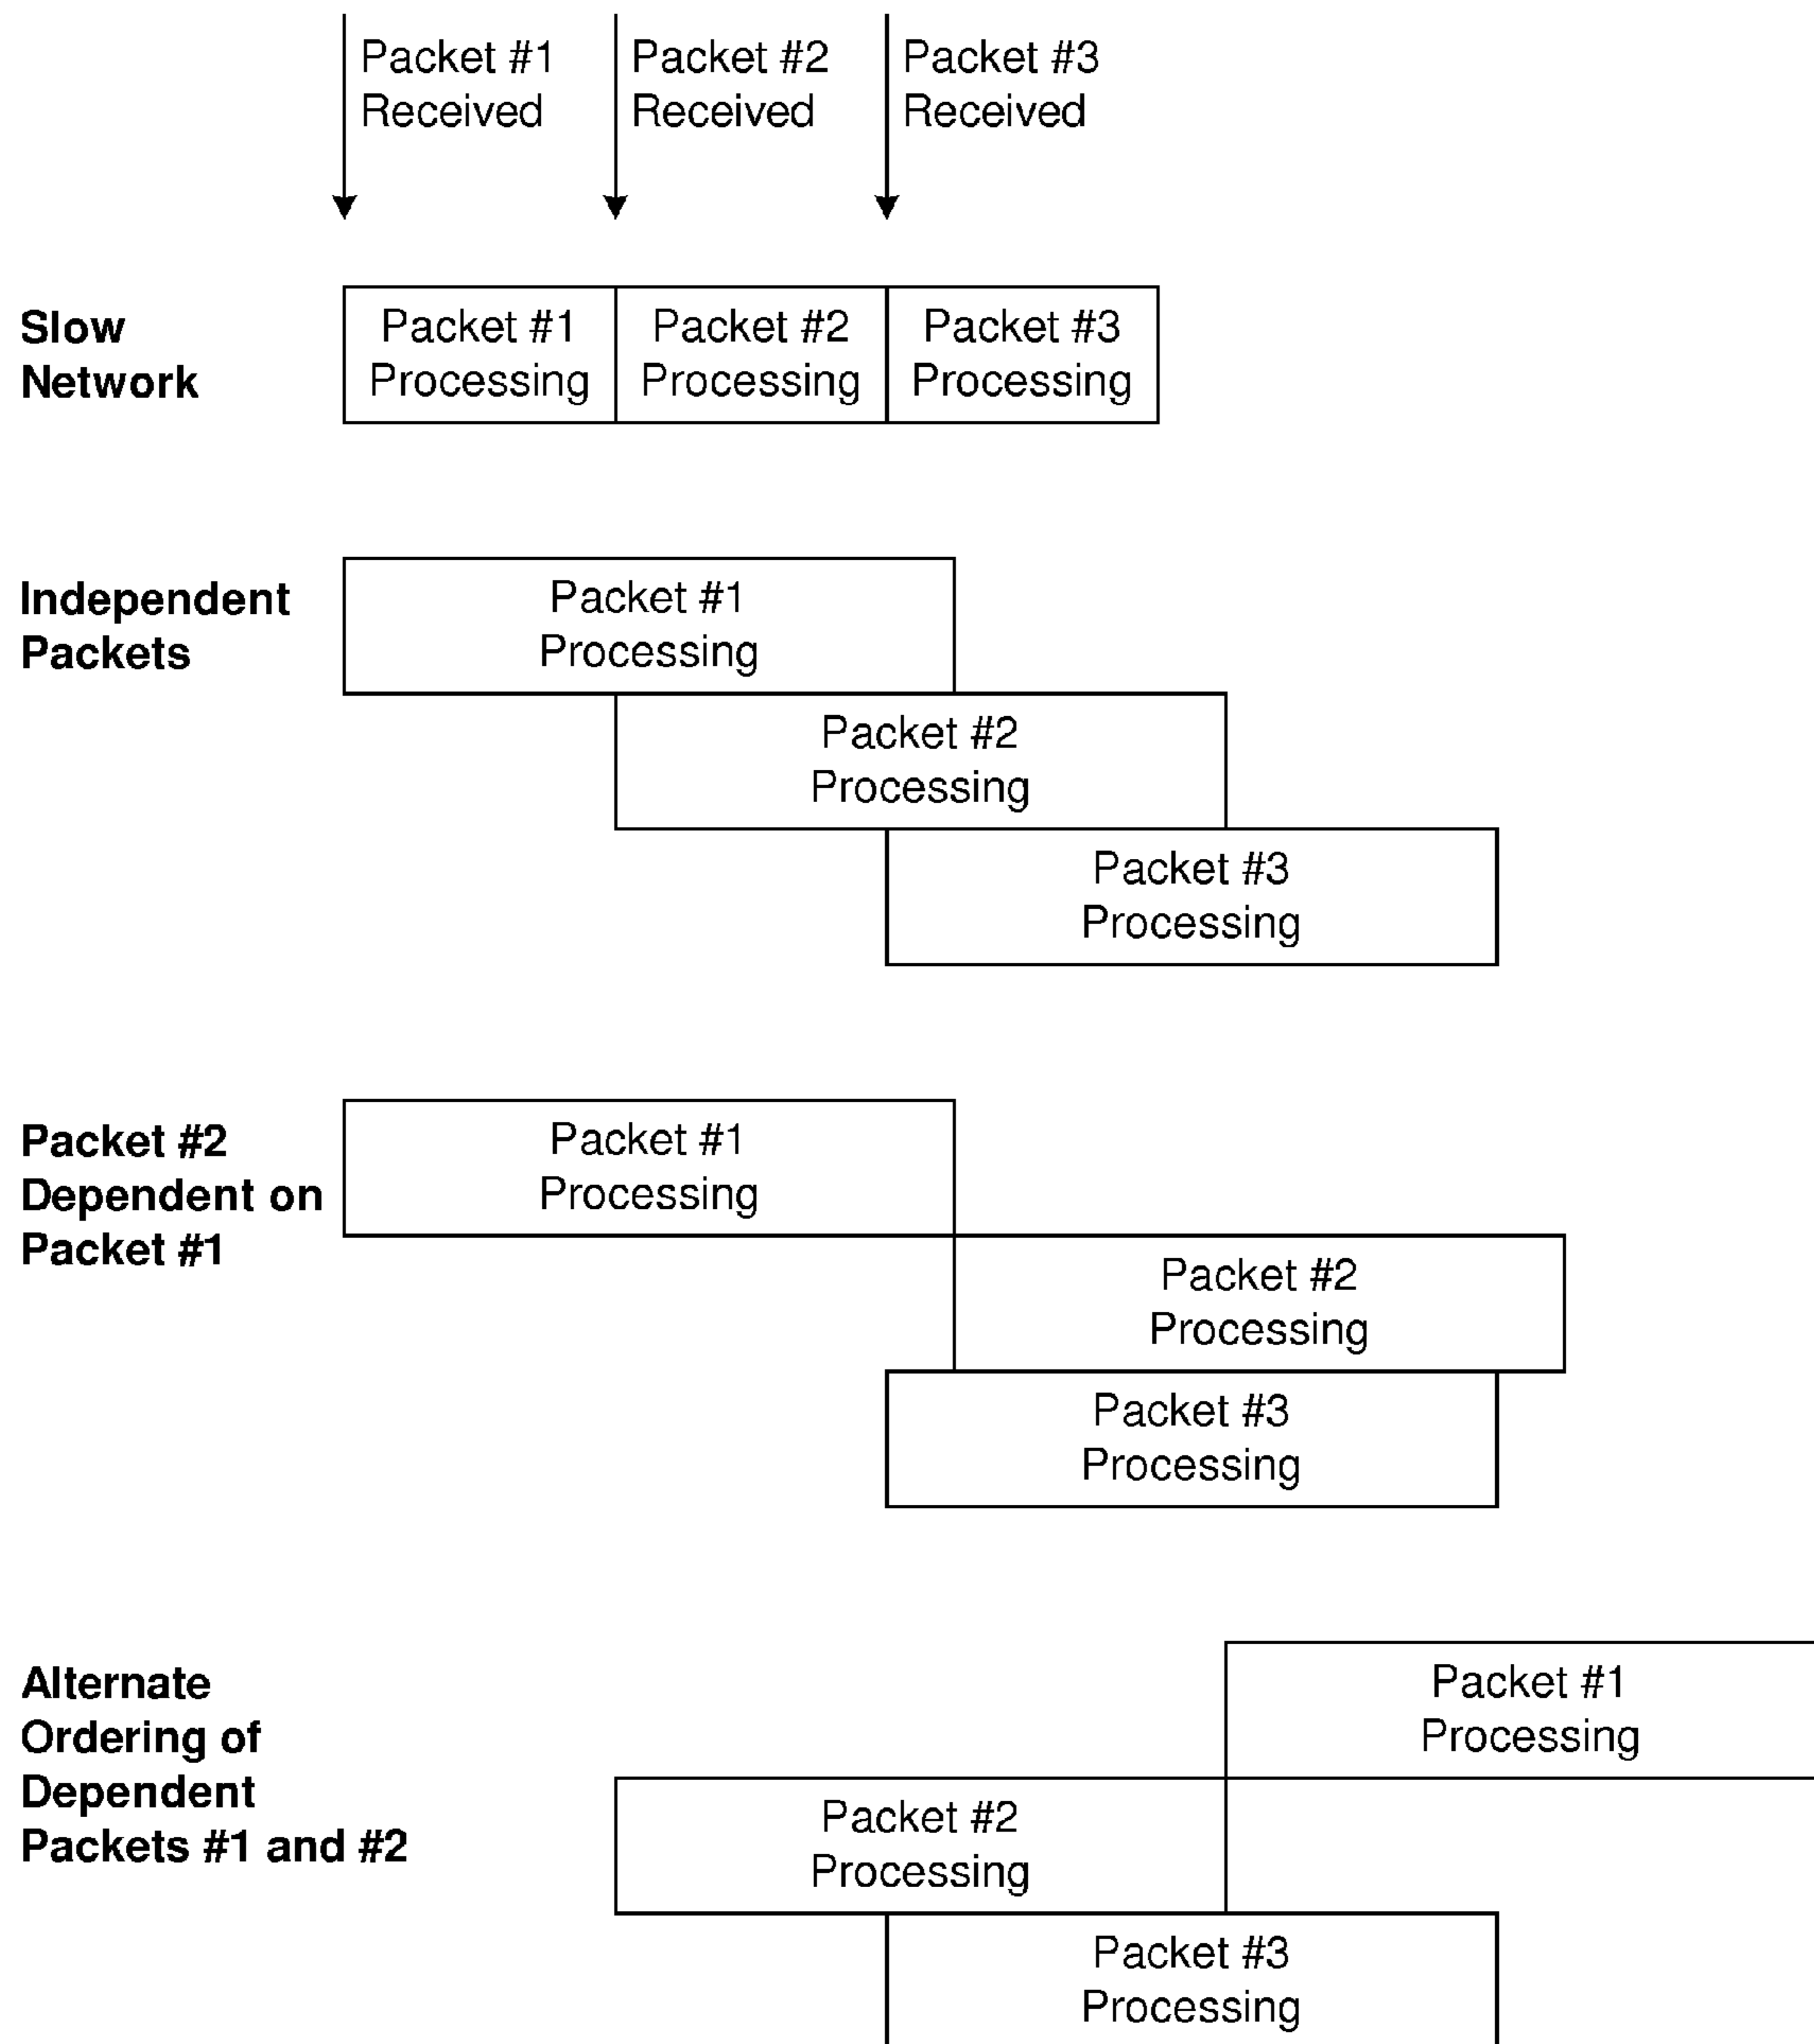 Packet #1
Received
Packet #2
Received
Packet #3
Received
Slow
Network
Packet #1
Processing
Packet #2
Processing
Packet #3
Processing
Independent
Packets
Packet #1
Processing
Packet #2
Processing
Packet #3
Processing
Packet #2
Dependent on
Packet #1
Packet #1
Processing
Packet #2
Processing
Packet #3
Processing
Alternate
Ordering of
Dependent
Packets #1 and #2
Packet #1
Processing
Packet #2
Processing
Packet #3
Processing